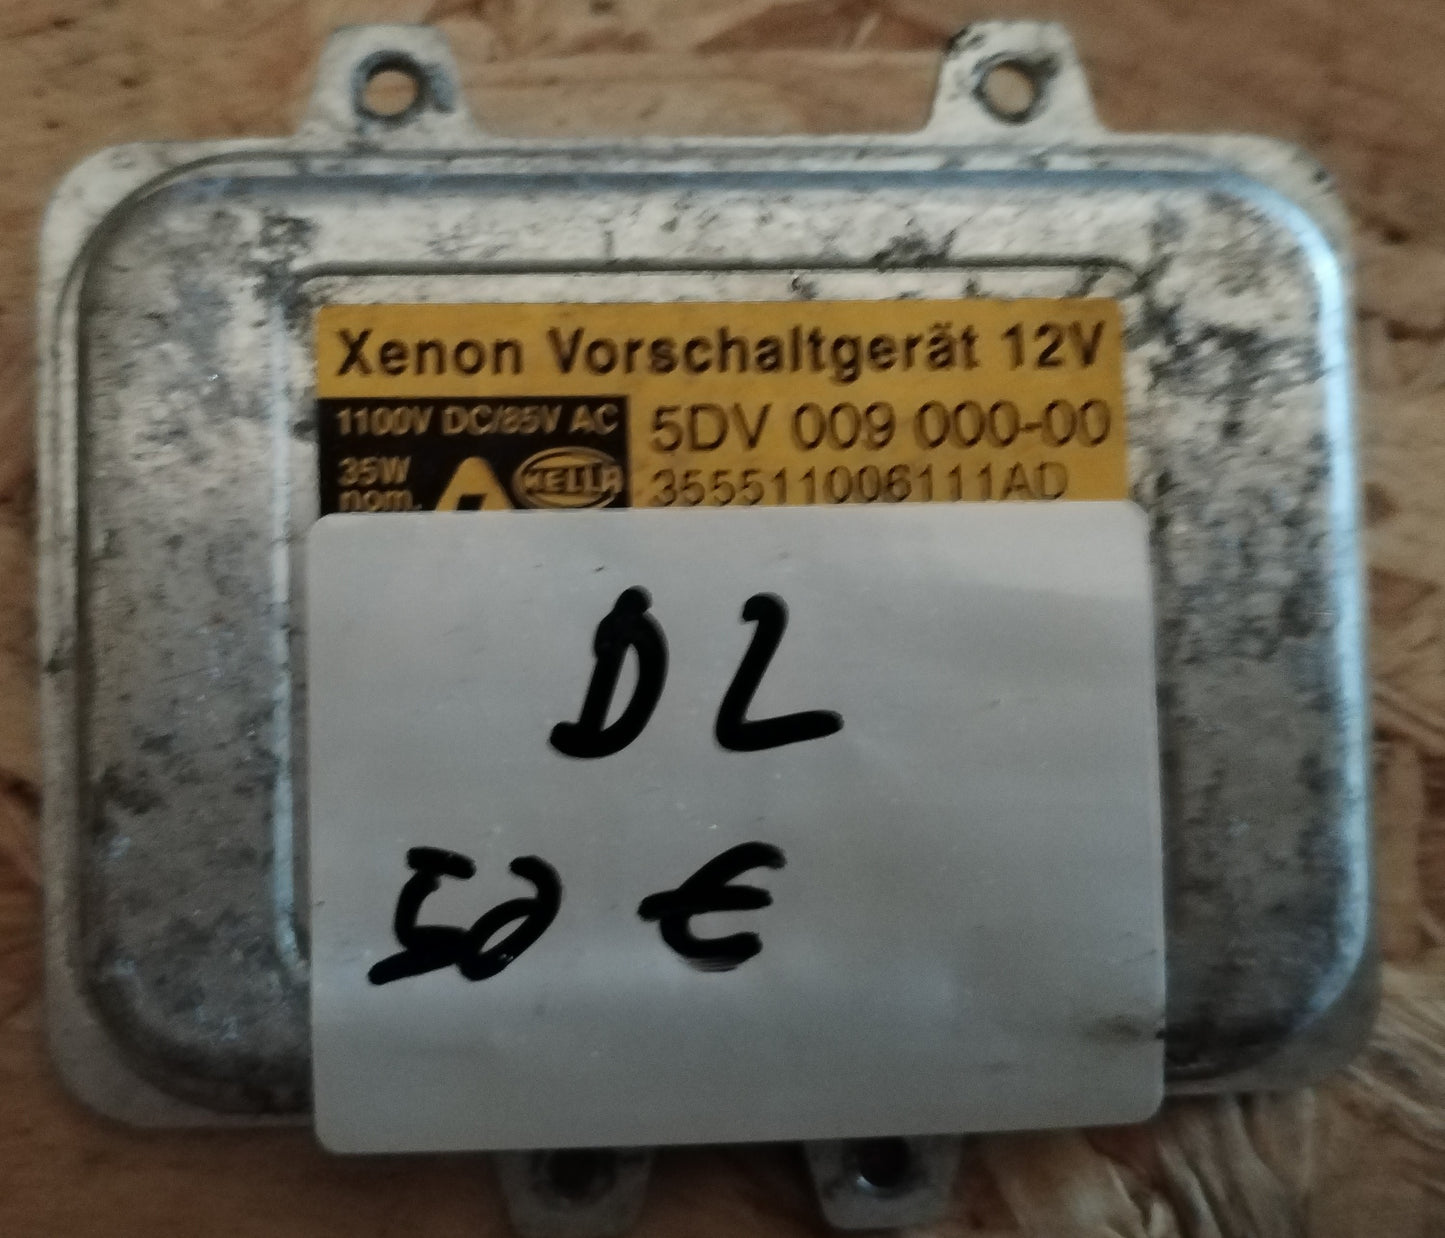 Xenon Vorschaltgerät 12V
1100V DC/85V AC
35W
nom.
HELLA
5DV 009 000-00
355511006111AD
D2
50 €